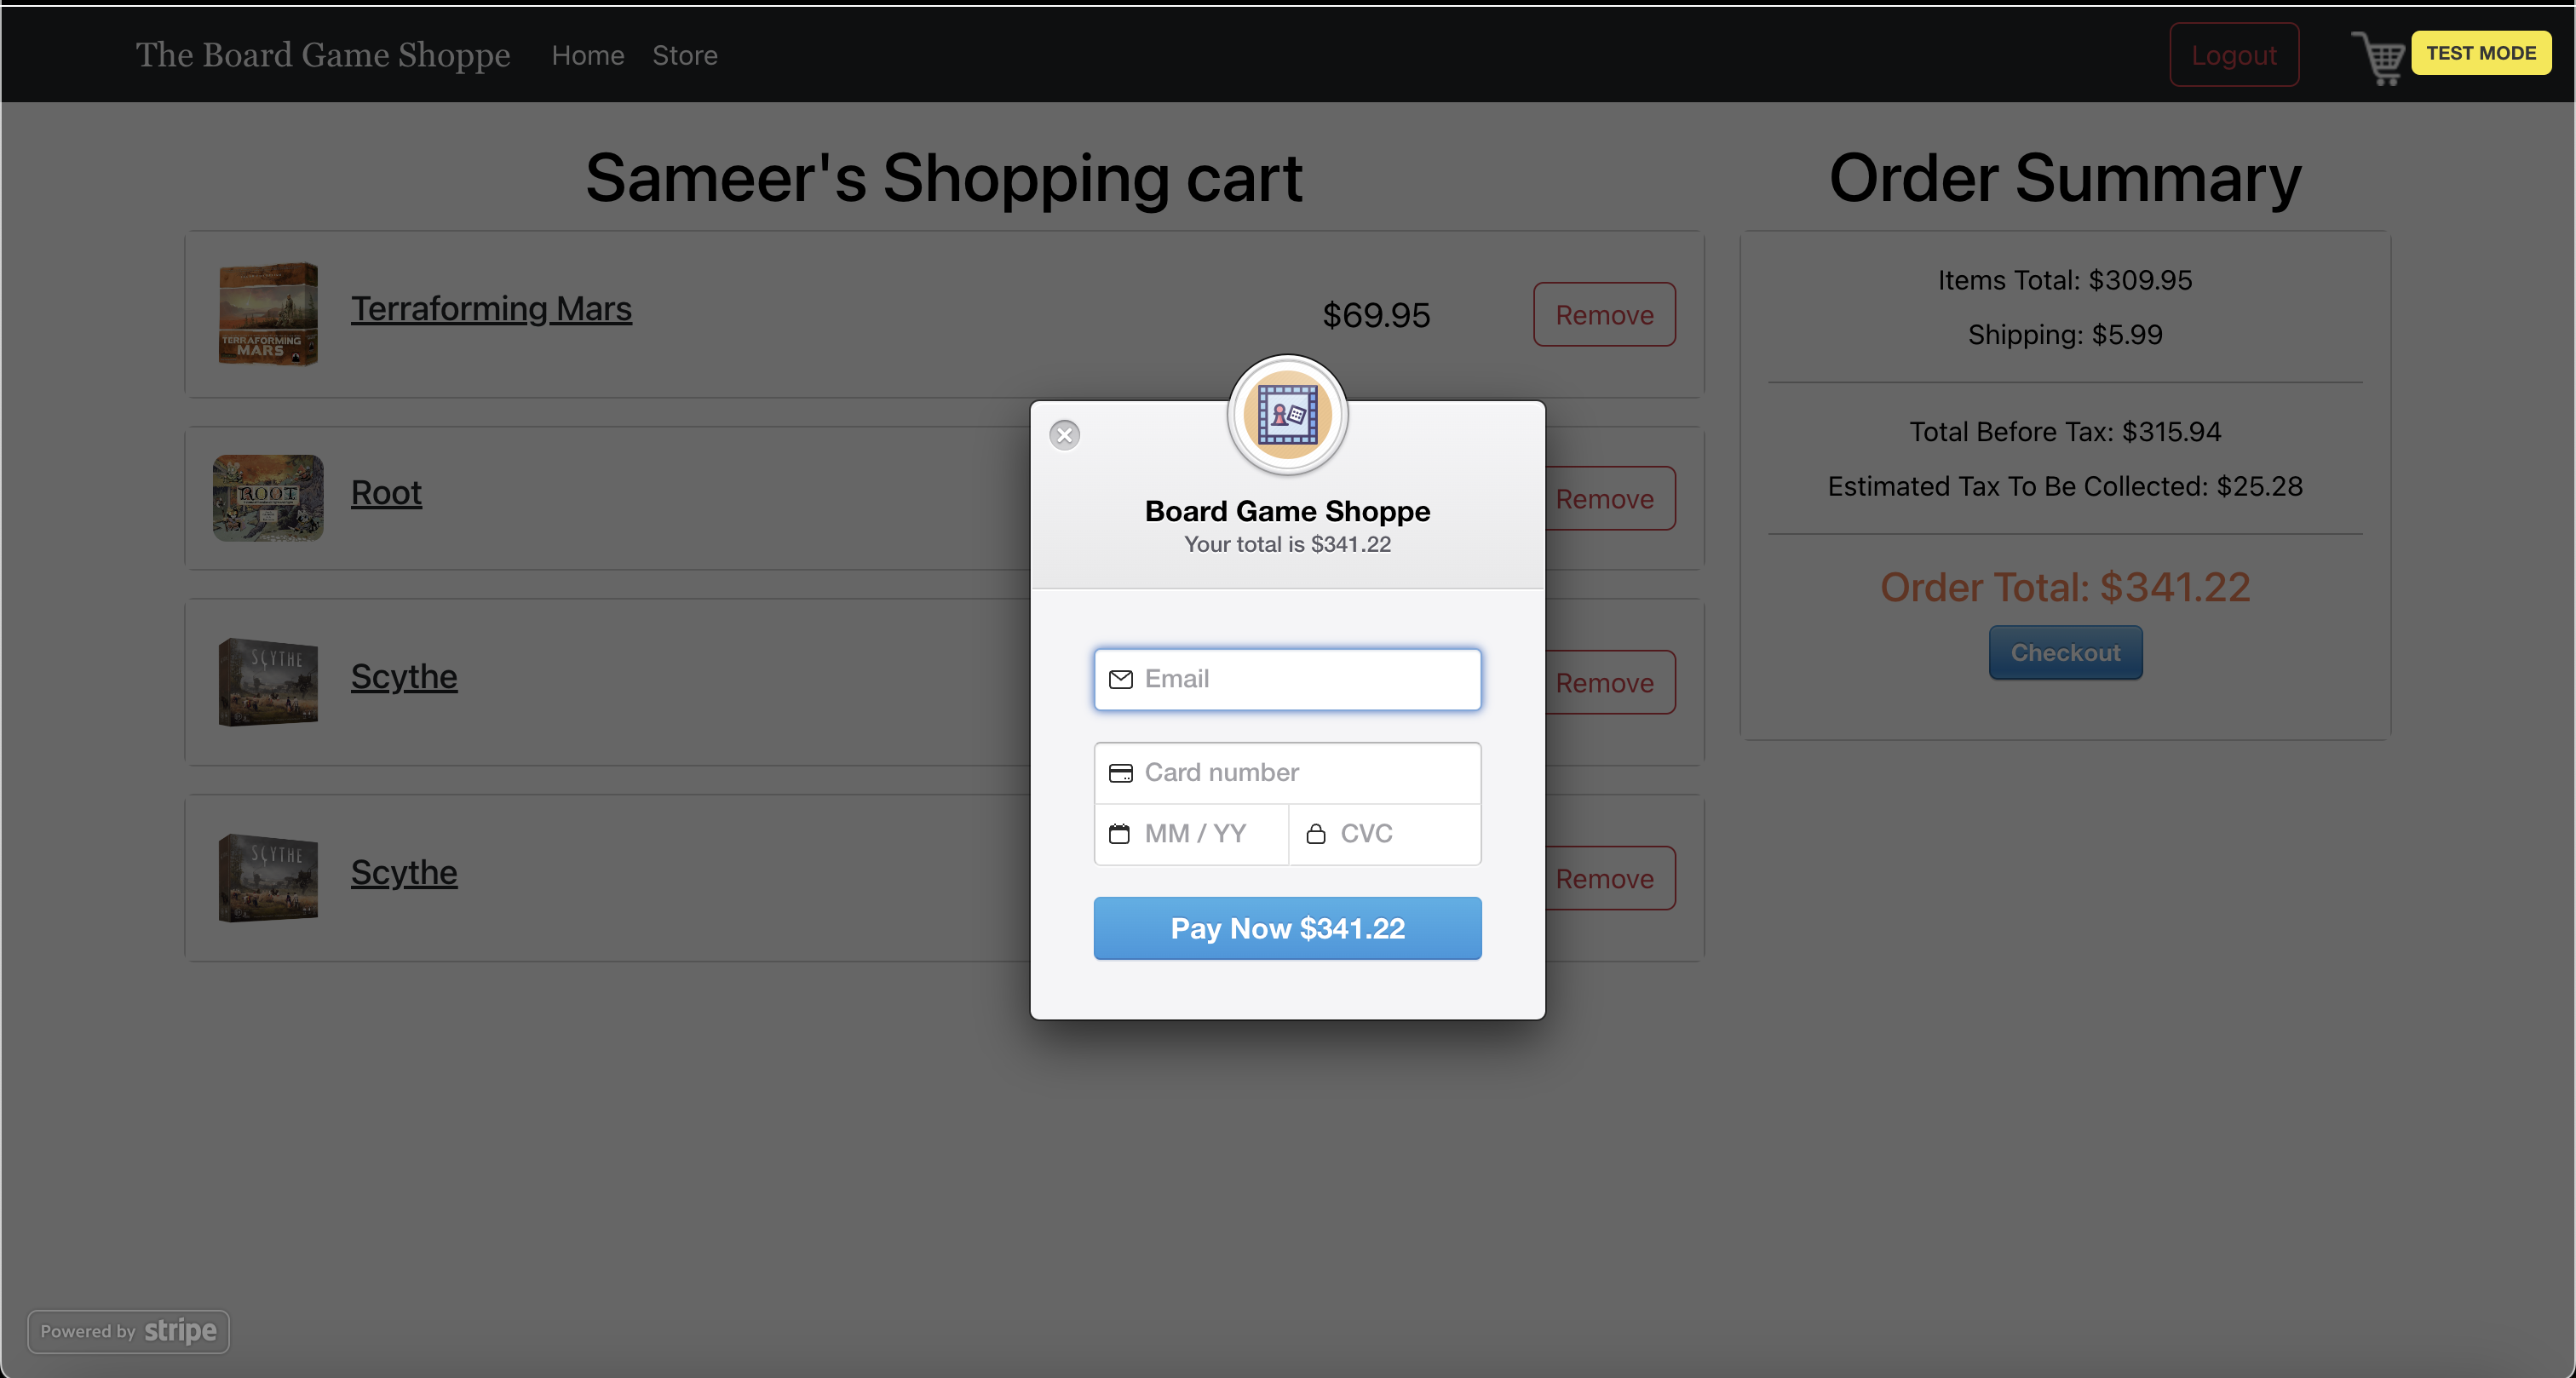 The Board Game Shoppe Home Store Logout TEST MODE
Sameer's Shopping cart
Order Summary
TERRAFORMING
MARS
Terraforming Mars
$69.95
Remove
ROOT
Root
Remove
SCYTHE
Scythe
Remove
SCYTHE
Scythe
Remove
Items Total: $309.95
Shipping: $5.99
Total Before Tax: $315.94
Estimated Tax To Be Collected: $25.28
Order Total: $341.22
Checkout
Board Game Shoppe
Your total is $341.22
Email
Card number
MM / YY CVC
Pay Now $341.22
Powered by stripe